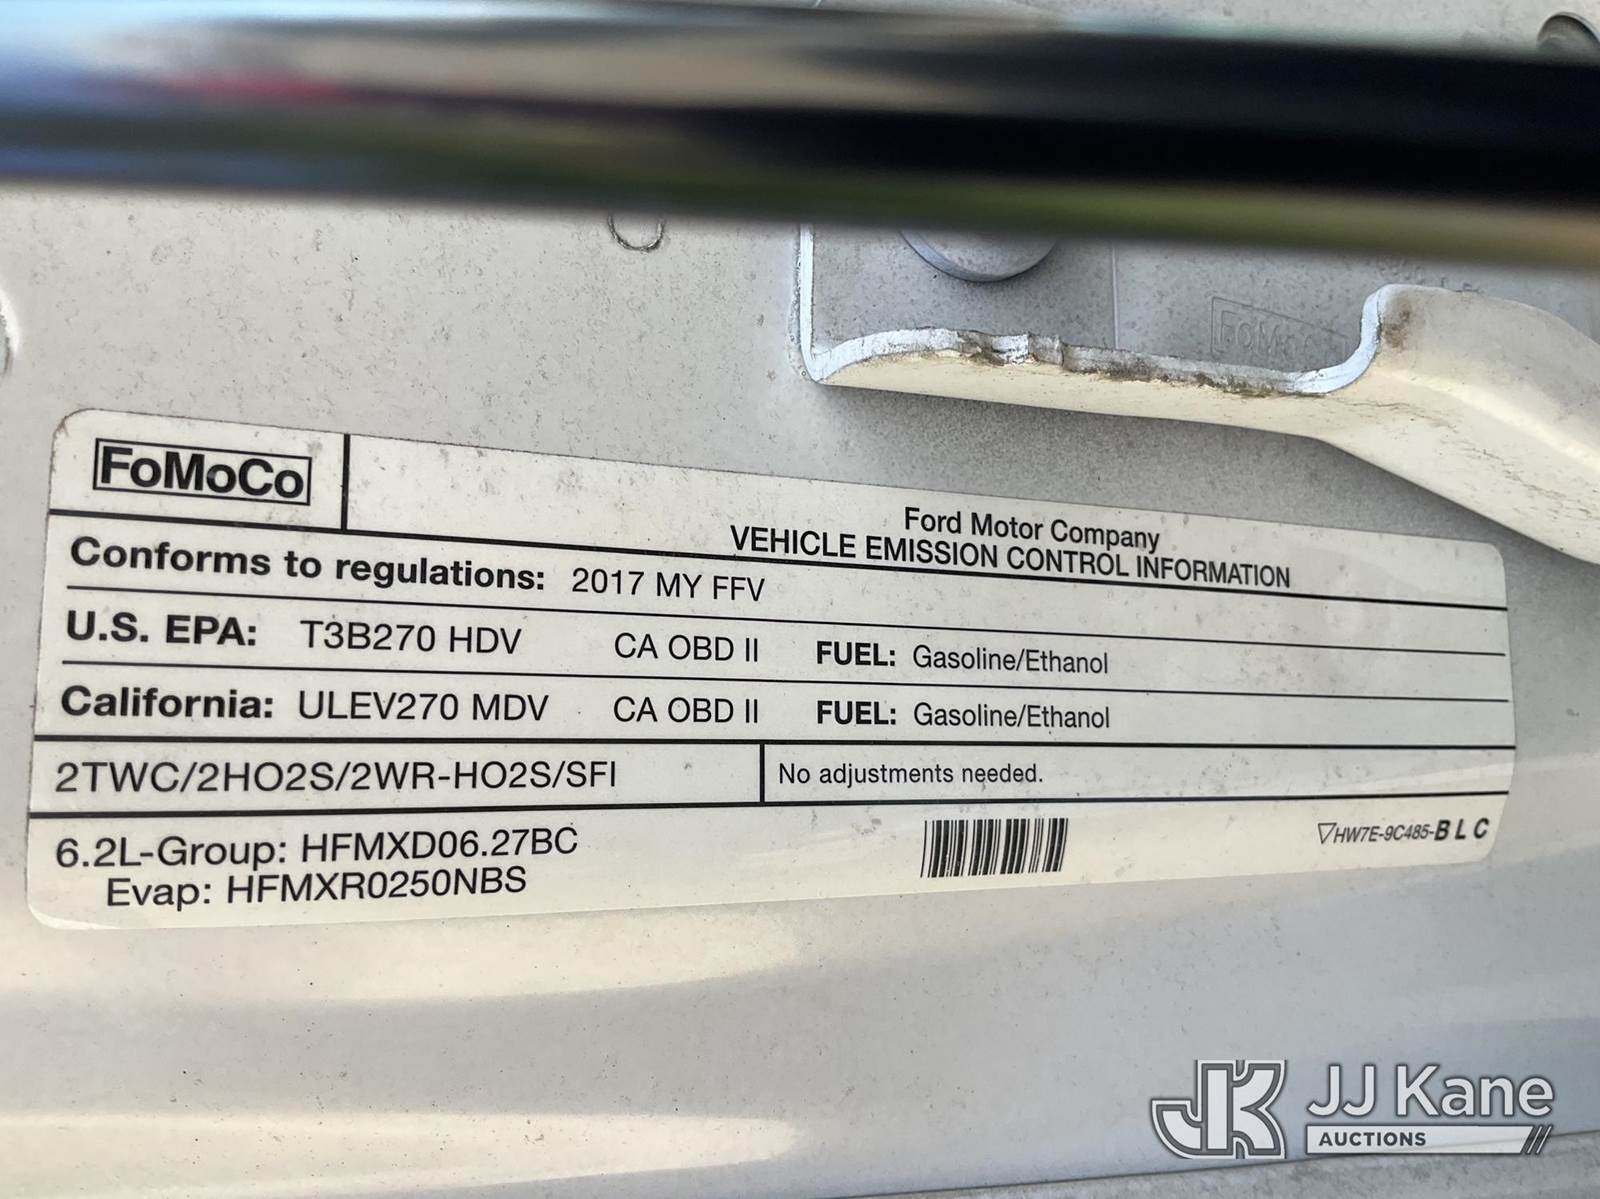 FoMoCo
FoMoCo
Ford Motor Company
VEHICLE EMISSION CONTROL INFORMATION
Conforms to regulations: 2017 MY FFV
U.S. EPA: T3B270 HDV CA OBD II FUEL: Gasoline/Ethanol
California: ULEV270 MDV CA OBD II FUEL: Gasoline/Ethanol
2TWC/2HO2S/2WR-HO2S/SFI No adjustments needed.
6.2L-Group: HFMXD06.27BC
Evap: HFMXR0250NBS
HW7E-9C485-BLC
JK JJ Kane
AUCTIONS